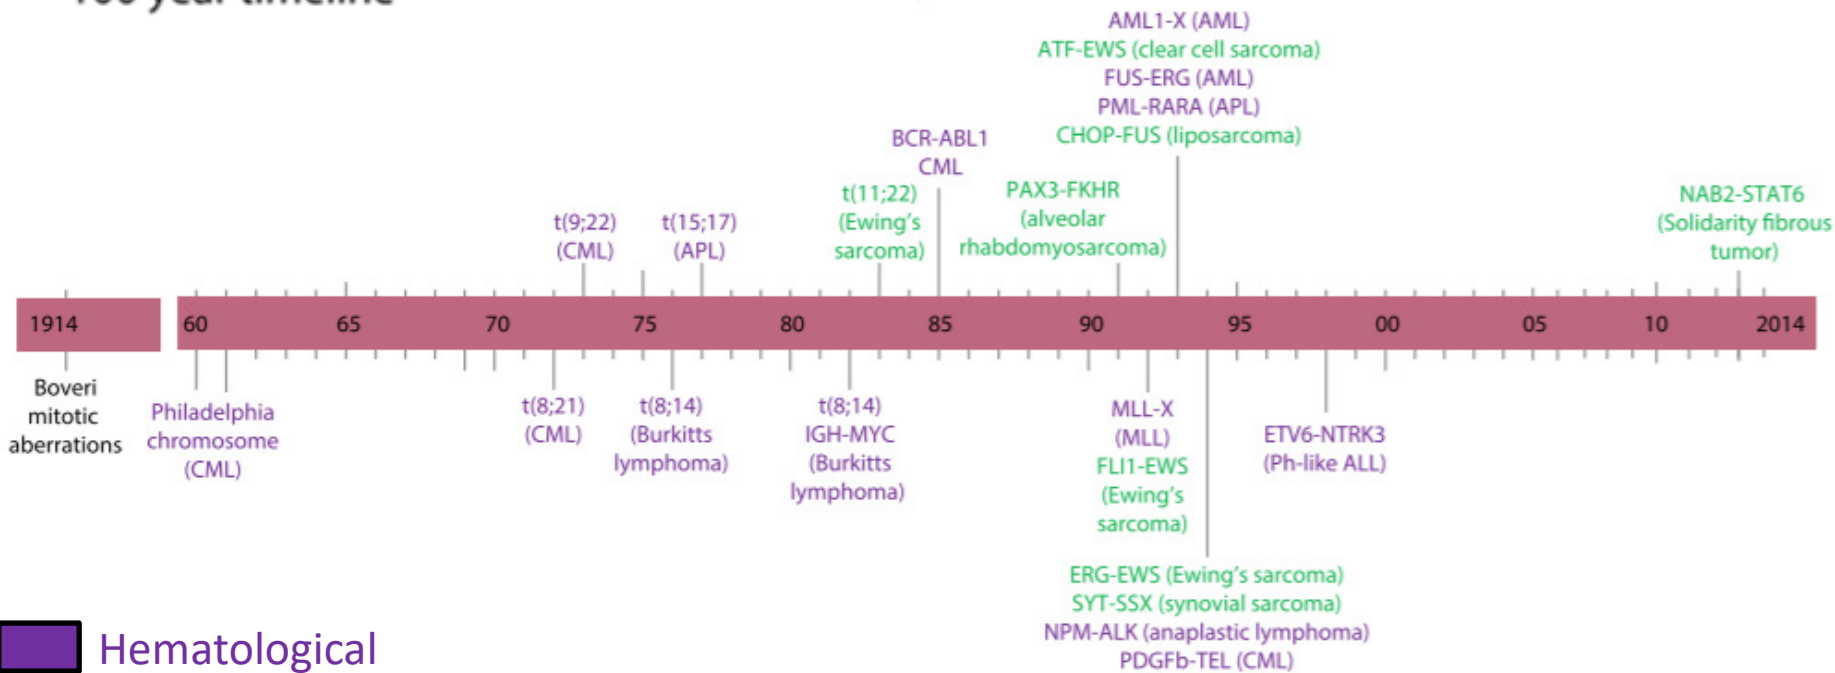 100 year timeline
AML1-X (AML)
ATF-EWS (clear cell sarcoma)
FUS-ERG (AML)
PML-RARA (APL)
CHOP-FUS (liposarcoma)
BCR-ABL1
CML
t(11;22)
(Ewing's
sarcoma)
PAX3-FKHR
(alveolar
rhabdomyosarcoma)
NAB2-STAT6
(Solidarity fibrous
tumor)
t(9;22)
(CML)
t(15;17)
(APL)
1914 60 65 70 75 80 85 90 95 00 05 10 2014
Boveri
mitotic
aberrations
Philadelphia
chromosome
(CML)
t(8;21)
(CML)
t(8;14)
(Burkitts
lymphoma)
t(8;14)
IGH-MYC
(Burkitts
lymphoma)
MLL-X
(MLL)
FLI1-EWS
(Ewing's
sarcoma)
ETV6-NTRK3
(Ph-like ALL)
ERG-EWS (Ewing's sarcoma)
SYT-SSX (synovial sarcoma)
NPM-ALK (anaplastic lymphoma)
PDGFb-TEL (CML)
Hematological